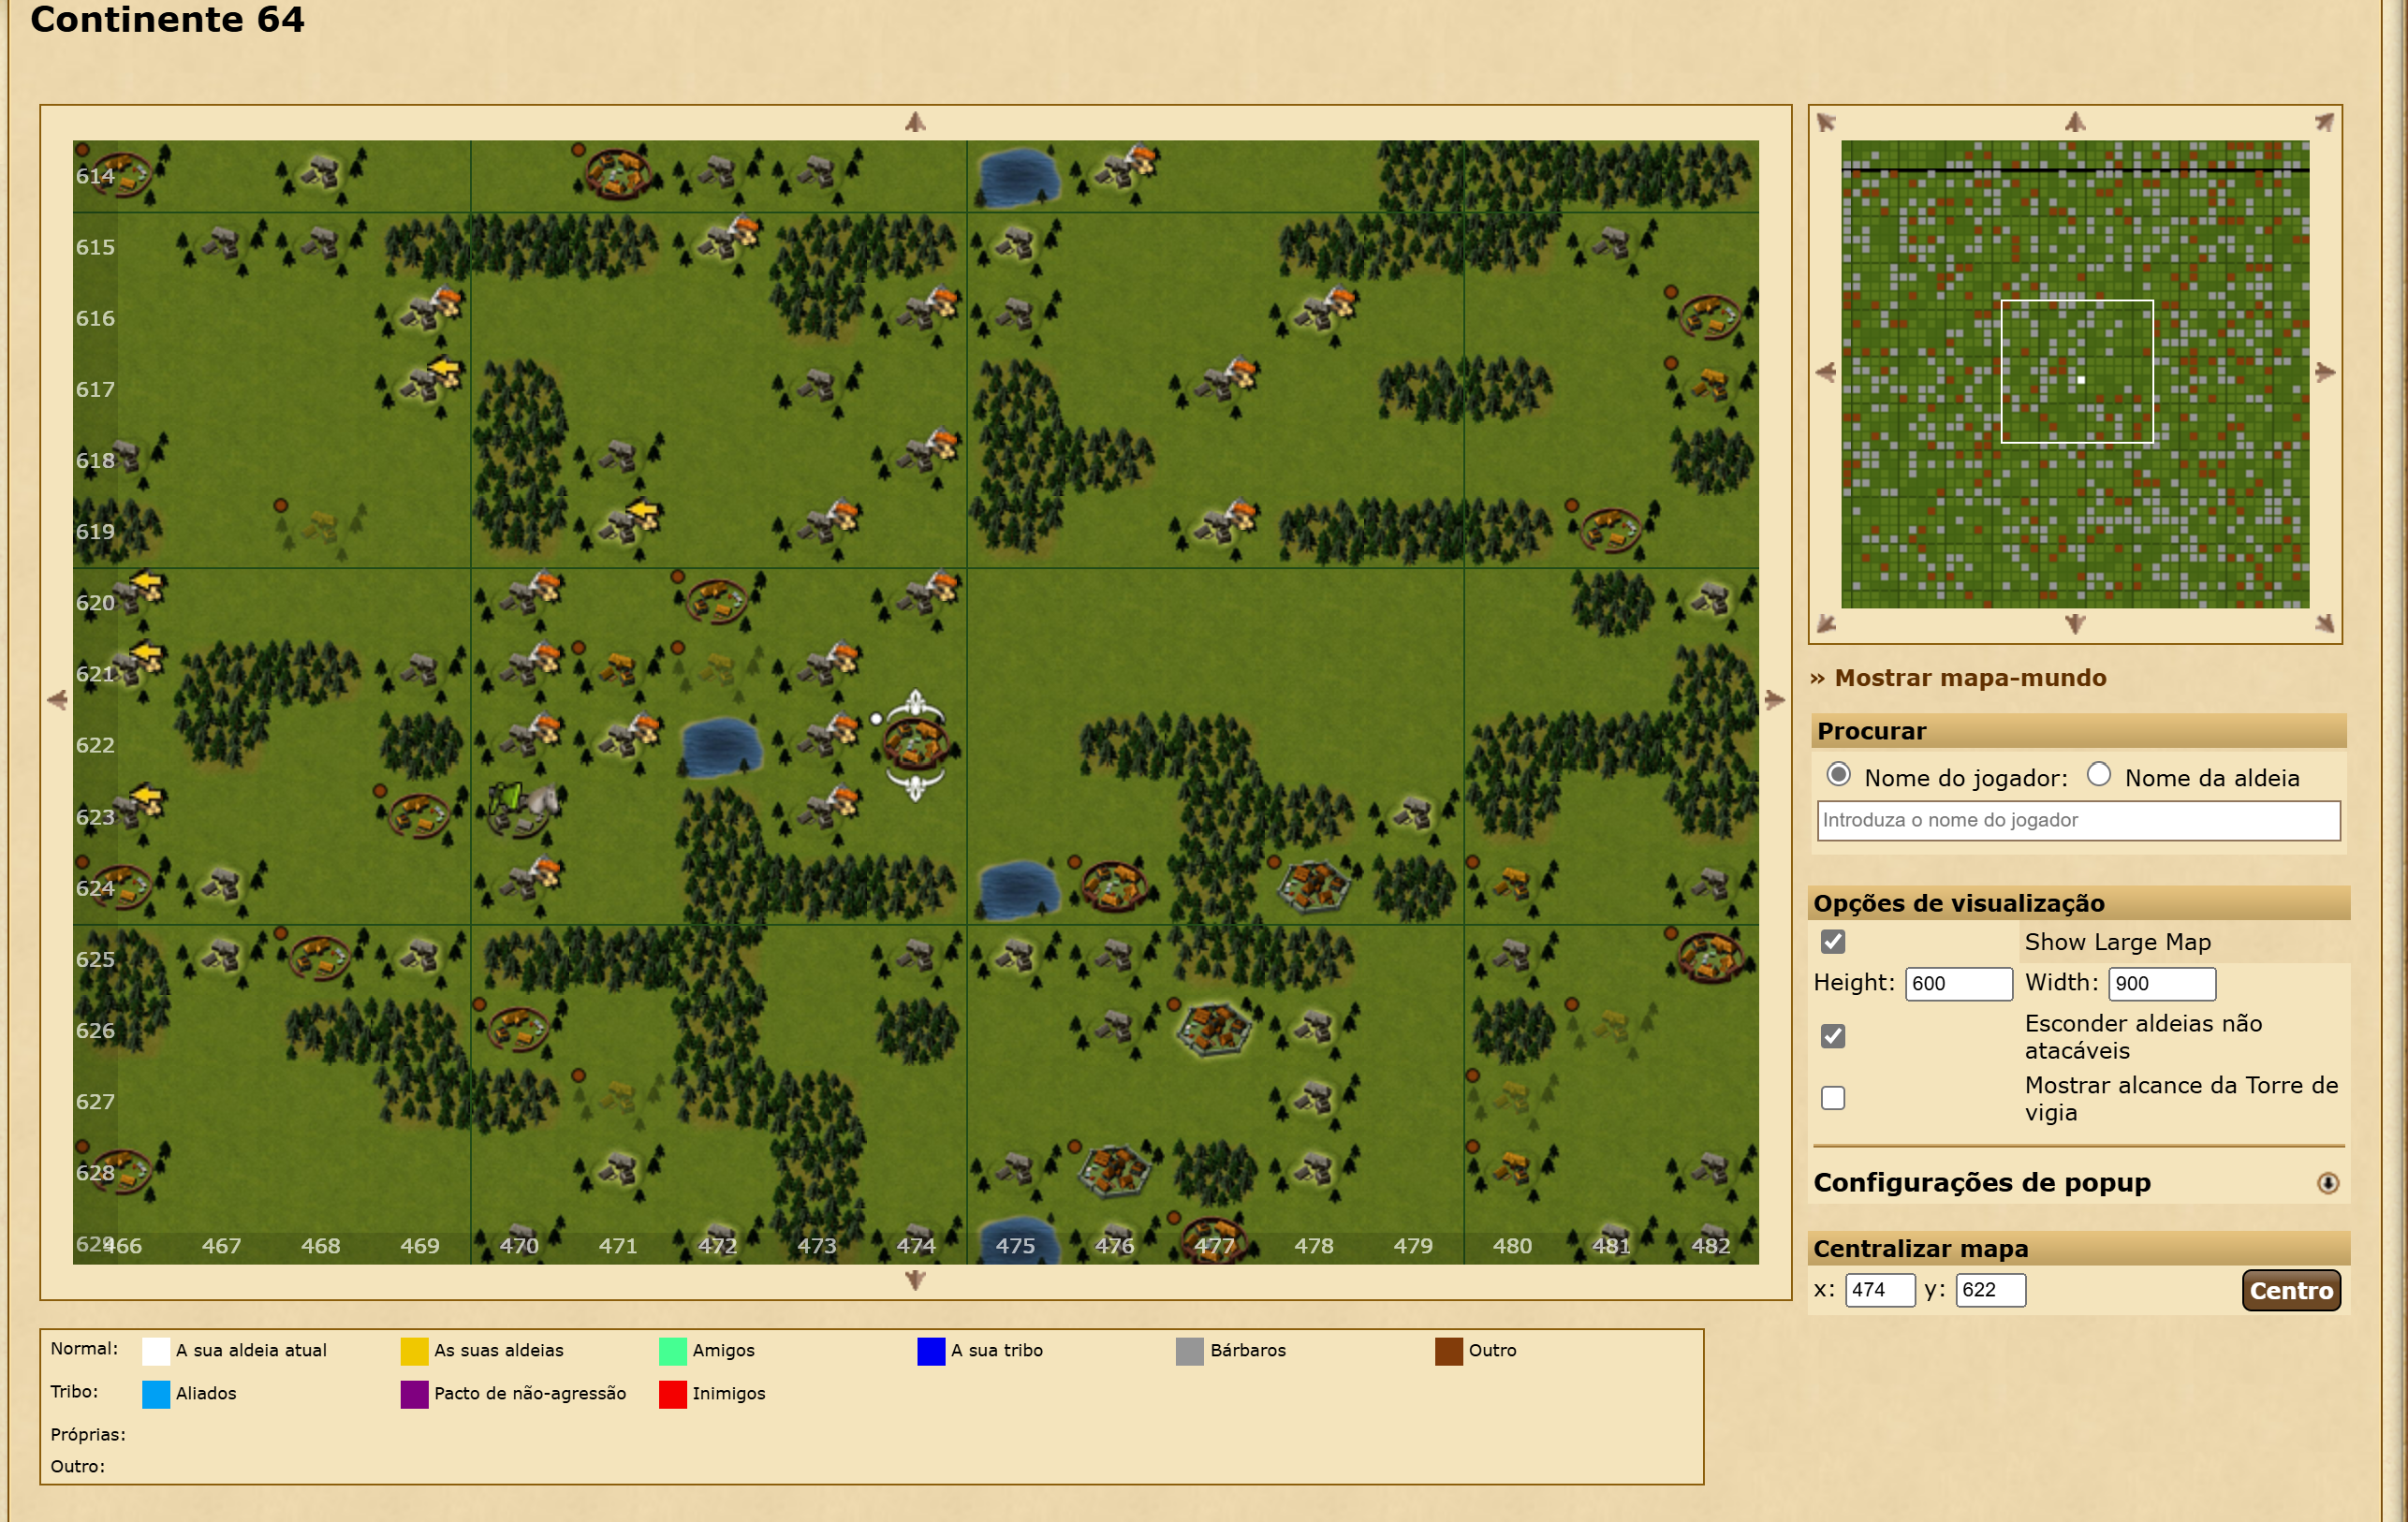 Continente 64
614
615
616
617
618
619
620
621
622
623
624
625
626
627
628
629
466 467 468 469 470 471 472 473 474 475 476 477 478 479 480 481 482
» Mostrar mapa-mundo
Procurar
Nome do jogador: Nome da aldeia
Introduza o nome do jogador
Opções de visualização
Show Large Map
Height: 600 Width: 900
Esconder aldeias não
atacáveis
Mostrar alcance da Torre de
vigia
Configurações de popup
Centralizar mapa
x: 474 y: 622 Centro
Normal: A sua aldeia atual As suas aldeias Amigos A sua tribo Bárbaros Outro
Tribo: Aliados Pacto de não-agressão Inimigos
Próprias:
Outro: